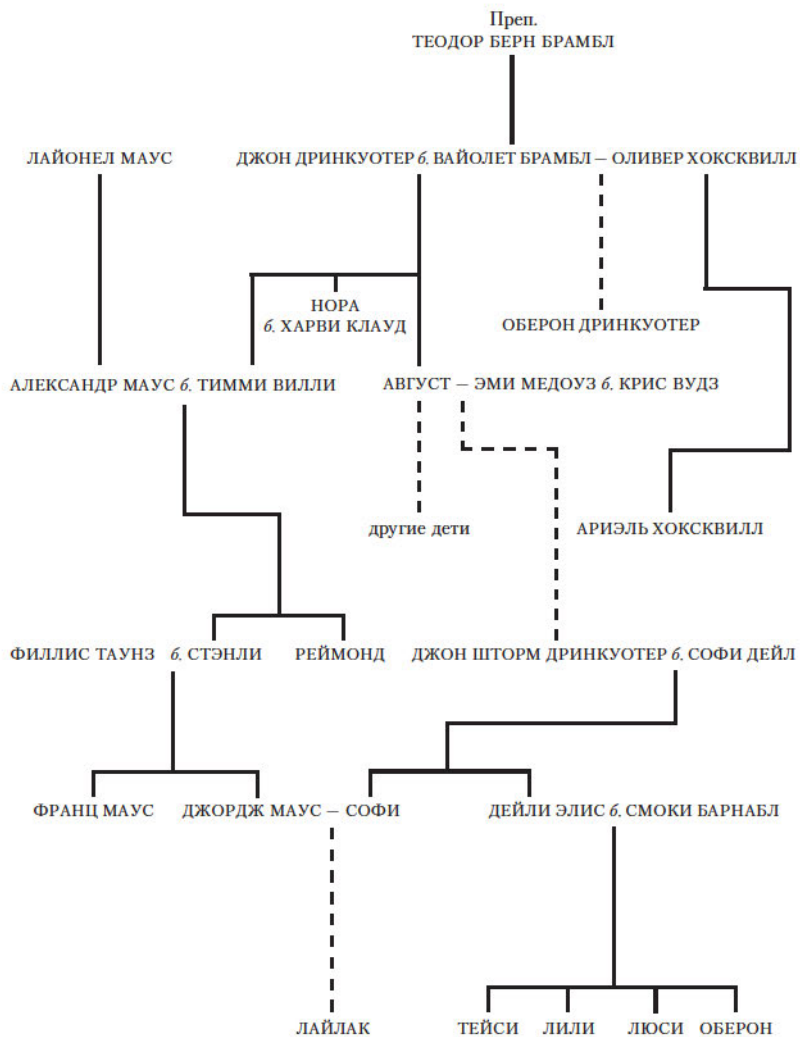 Преп.
ТЕОДОР БЕРН БРАМБЛ
ЛАЙОНЕЛ МАУС
ДЖОН ДРИНКУОТЕР б. ВАЙОЛЕТ БРАМБЛ – ОЛИВЕР ХОКСКВИЛЛ
НОРА
б. ХАРВИ КЛАУД
ОБЕРОН ДРИНКУОТЕР
АЛЕКСАНДР МАУС б. ТИММИ ВИЛЛИ
АВГУСТ – ЭМИ МЕДОУЗ б. КРИС ВУДЗ
другие дети
АРИЭЛЬ ХОКСКВИЛЛ
ФИЛЛИС ТАУНЗ б. СТЭНЛИ
РЕЙМОНД
ДЖОН ШТОРМ ДРИНКУОТЕР б. СОФИ ДЕЙЛ
ФРАНЦ МАУС
ДЖОРДЖ МАУС – СОФИ
ДЕЙЛИ ЭЛИС б. СМОКИ БАРНАБЛ
ЛАЙЛАК
ТЕЙСИ
ЛИЛИ
ЛЮСИ
ОБЕРОН